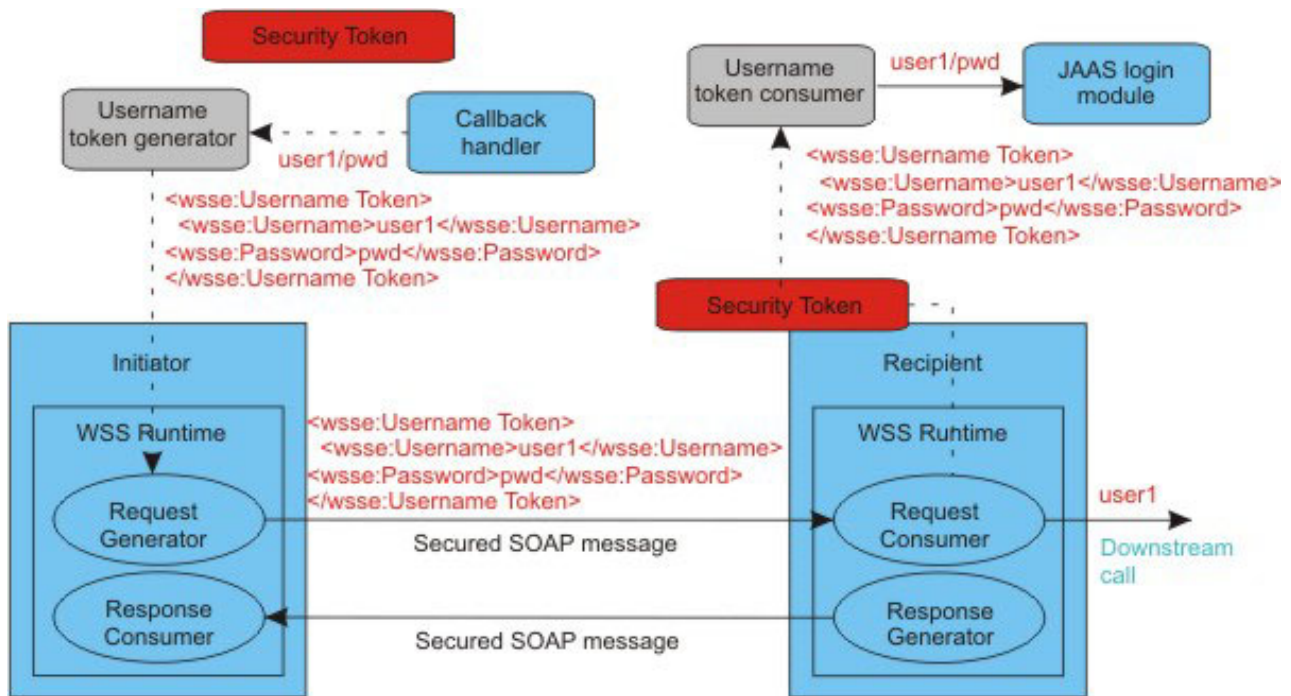 Security Token
Username
token generator
Callback
handler
user1/pwd
<wsse:Username Token>
<wsse:Username>user1</wsse:Username>
<wsse:Password>pwd</wsse:Password>
</wsse:Username Token>
Username
token consumer
user1/pwd
JAAS login
module
<wsse:Username Token>
<wsse:Username>user1</wsse:Username>
<wsse:Password>pwd</wsse:Password>
</wsse:Username Token>
Security Token
Initiator
WSS Runtime
Request
Generator
Response
Consumer
<wsse:Username Token>
<wsse:Username>user1</wsse:Username>
<wsse:Password>pwd</wsse:Password>
</wsse:Username Token>
Secured SOAP message
Secured SOAP message
Recipient
WSS Runtime
Request
Consumer
Response
Generator
user1
Downstream
call